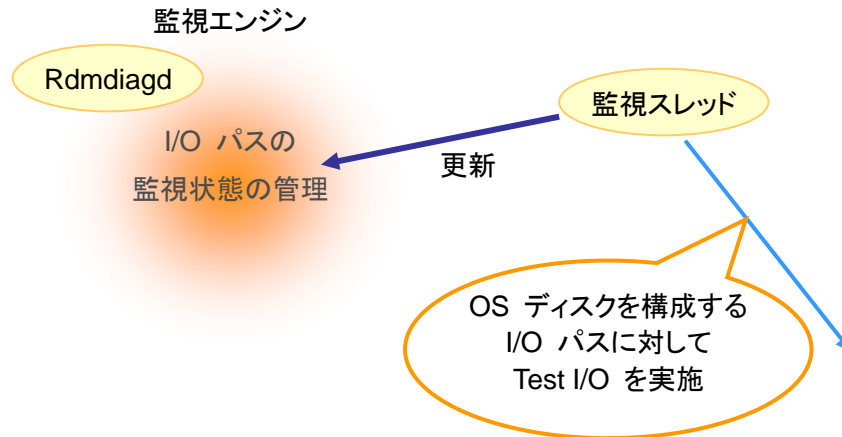 監視エンジン
Rdmdiagd
監視スレッド
I/O パスの
監視状態の管理
更新
OS ディスクを構成する
I/O パスに対して
Test I/O を実施